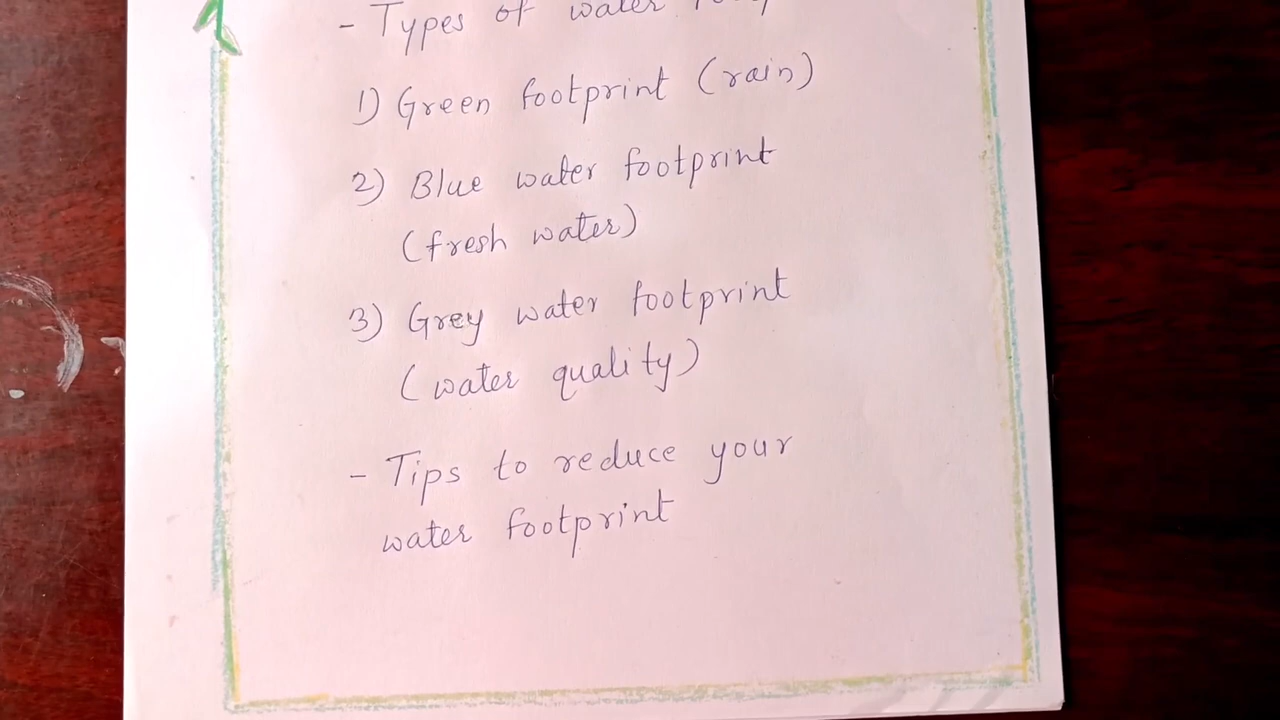 - Types of water
1) Green footprint (rain)
2) Blue water footprint
(fresh water)
3) Grey water footprint
(water quality)
- Tips to reduce your
water footprint